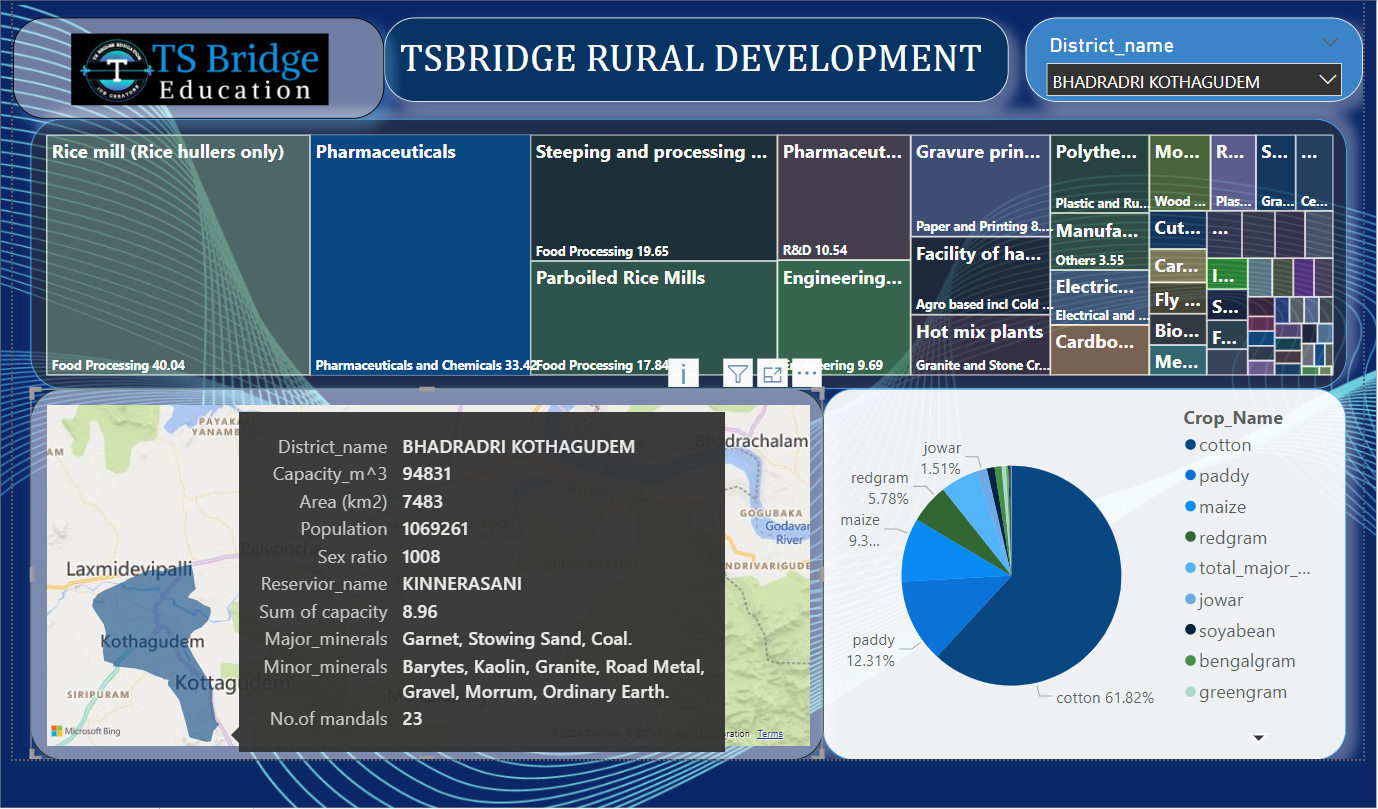 TS BRIDGE EDUCATION
T
JOB CREATORS
TS Bridge
Education
TSBRIDGE RURAL DEVELOPMENT
District_name
BHADRADRI KOTHAGUDEM
Rice mill (Rice hullers only)
Food Processing 40.04
Pharmaceuticals
Pharmaceuticals and Chemicals 33.42
Steeping and processing ...
Food Processing 19.65
Parboiled Rice Mills
Food Processing 17.84
Pharmaceut...
R&D 10.54
Engineering...
9.69
Gravure prin...
Paper and Printing 8....
Facility of ha...
Agro based incl Cold ...
Hot mix plants
Granite and Stone Cr...
Polythe...
Plastic and Ru...
Manufa...
Others 3.55
Electric...
Electrical and ...
Cardbo...
Mo...
Wood ...
Cut...
Car...
Fly ...
Bio...
Me...
R...
Plas...
S...
Gra...
...
Ce...
...
I...
S...
F...
PAYAKA
YANAMB
AM
Bhadrachalam
GOGUBAKA
Godavar
River
Laxmidevipalli
Kothagudem
Kottagudem
SIRIPURAM
Microsoft Bing
Terms
District_name BHADRADRI KOTHAGUDEM
Capacity_m^3 94831
Area (km2) 7483
Population 1069261
Sex ratio 1008
Reservior_name KINNERASANI
Sum of capacity 8.96
Major_minerals Garnet, Stowing Sand, Coal.
Minor_minerals Barytes, Kaolin, Granite, Road Metal,
Gravel, Morrum, Ordinary Earth.
No.of mandals 23
jowar
1.51%
redgram
5.78%
maize
9.3...
paddy
12.31%
cotton 61.82%
Crop_Name
cotton
paddy
maize
redgram
total_major_...
jowar
soyabean
bengalgram
greengram